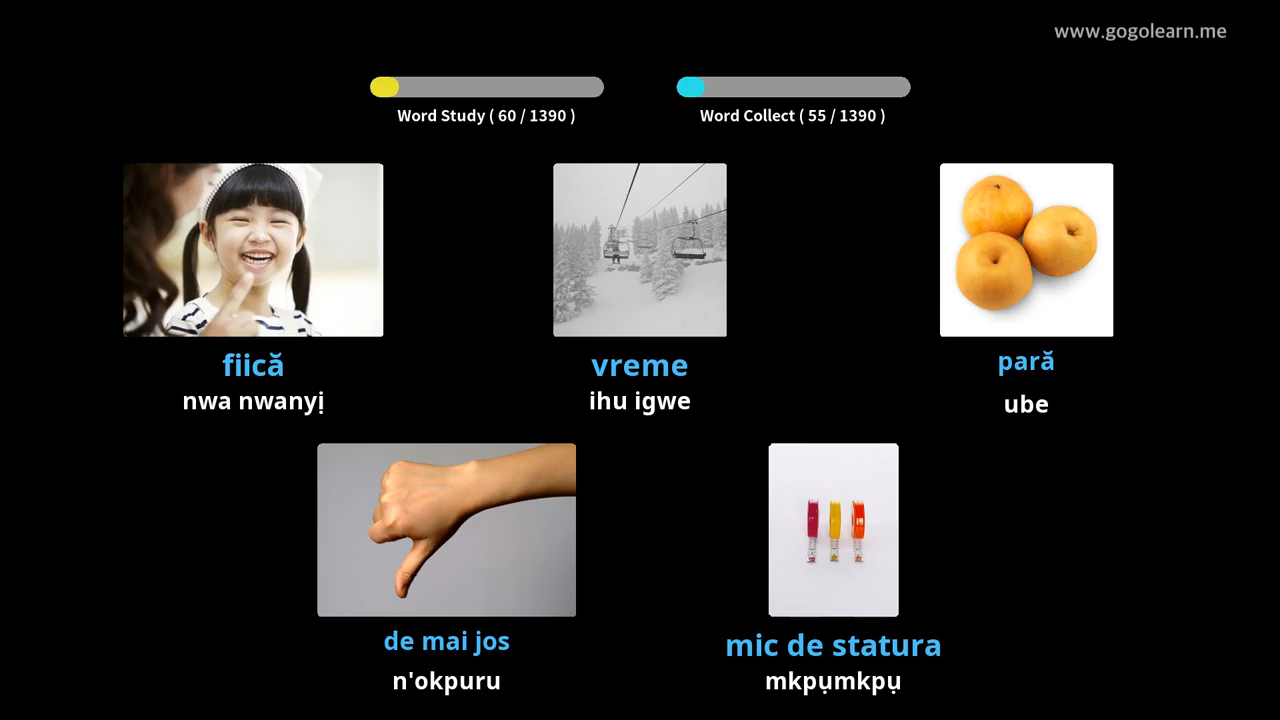 www.gogolearn.me
Word Study ( 60 / 1390 )
Word Collect ( 55 / 1390 )
fiică
nwa nwanyị
vreme
ihu igwe
pară
ube
de mai jos
n'okpuru
mic de statura
mkpụmkpụ